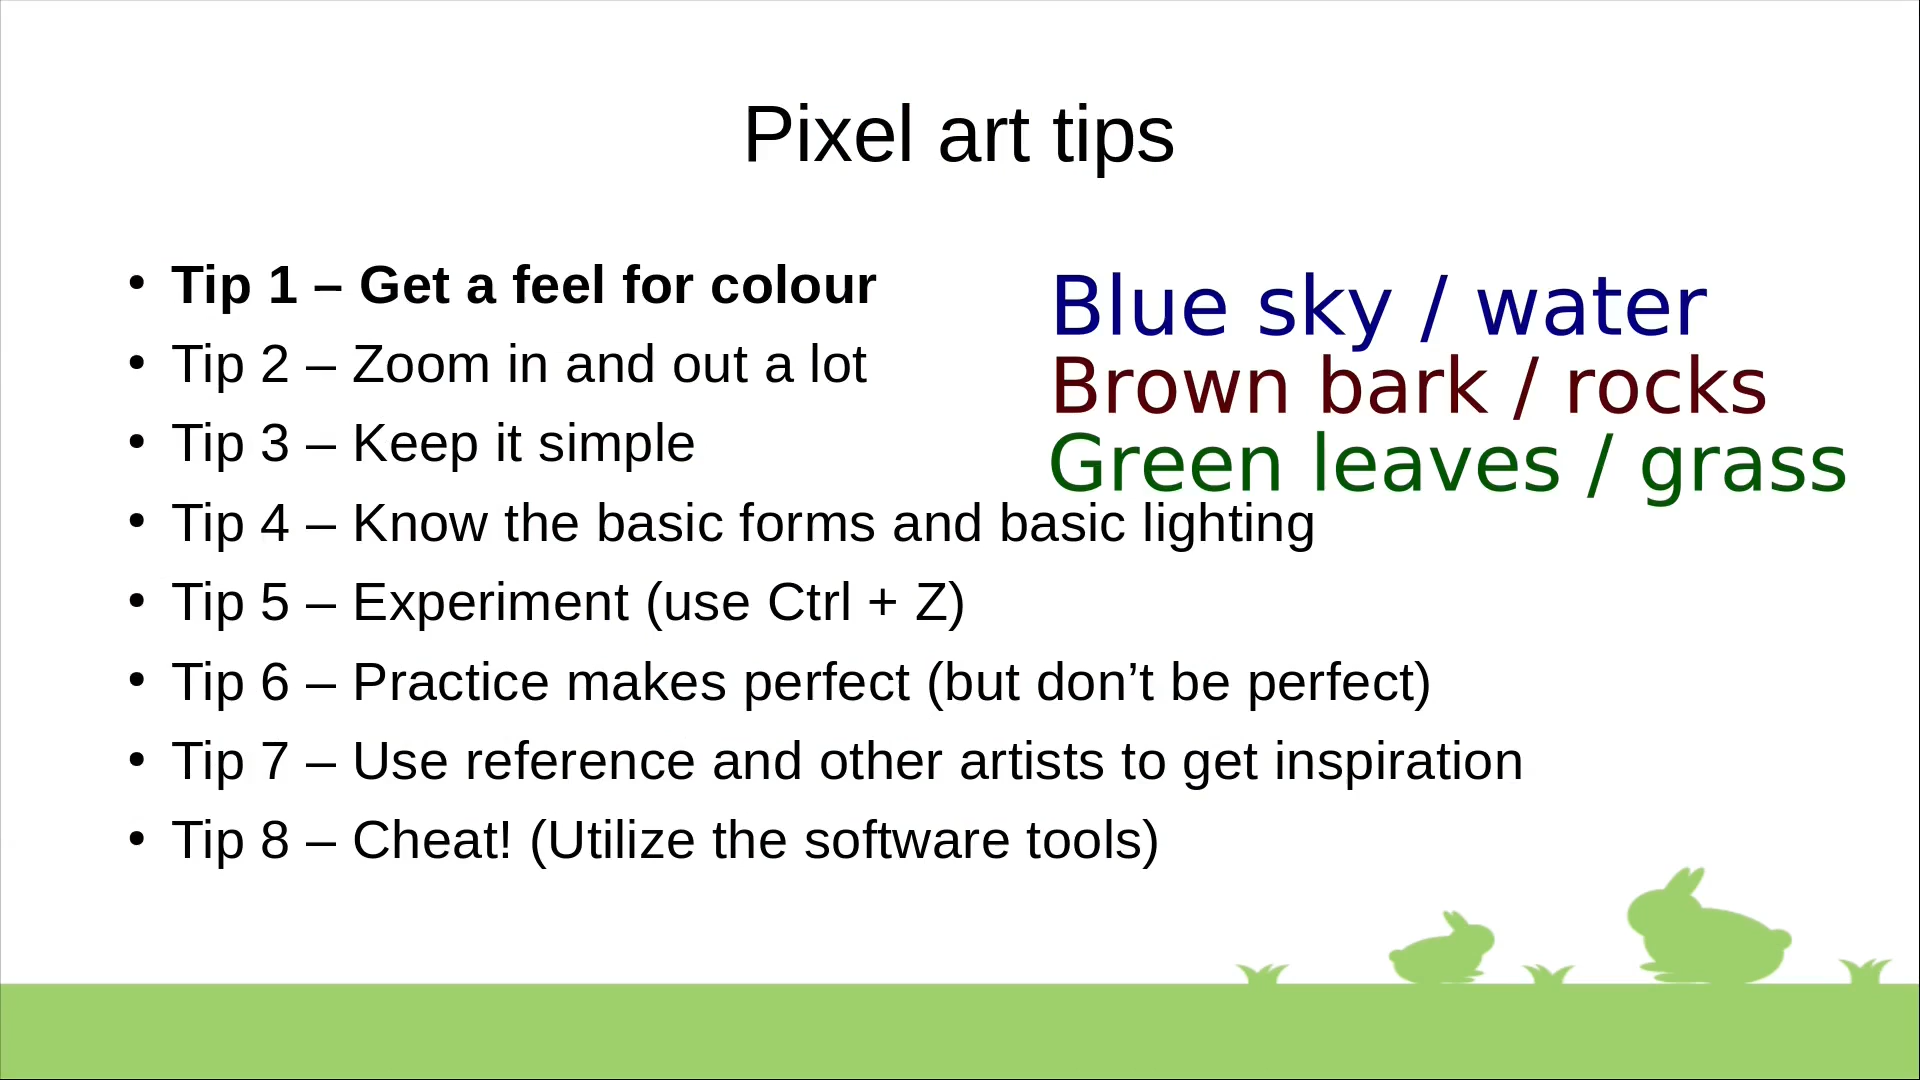 Pixel art tips
• Tip 1 – Get a feel for colour
• Tip 2 – Zoom in and out a lot
• Tip 3 – Keep it simple
• Tip 4 – Know the basic forms and basic lighting
• Tip 5 – Experiment (use Ctrl + Z)
• Tip 6 – Practice makes perfect (but don’t be perfect)
• Tip 7 – Use reference and other artists to get inspiration
• Tip 8 – Cheat! (Utilize the software tools)
Blue sky / water
Brown bark / rocks
Green leaves / grass